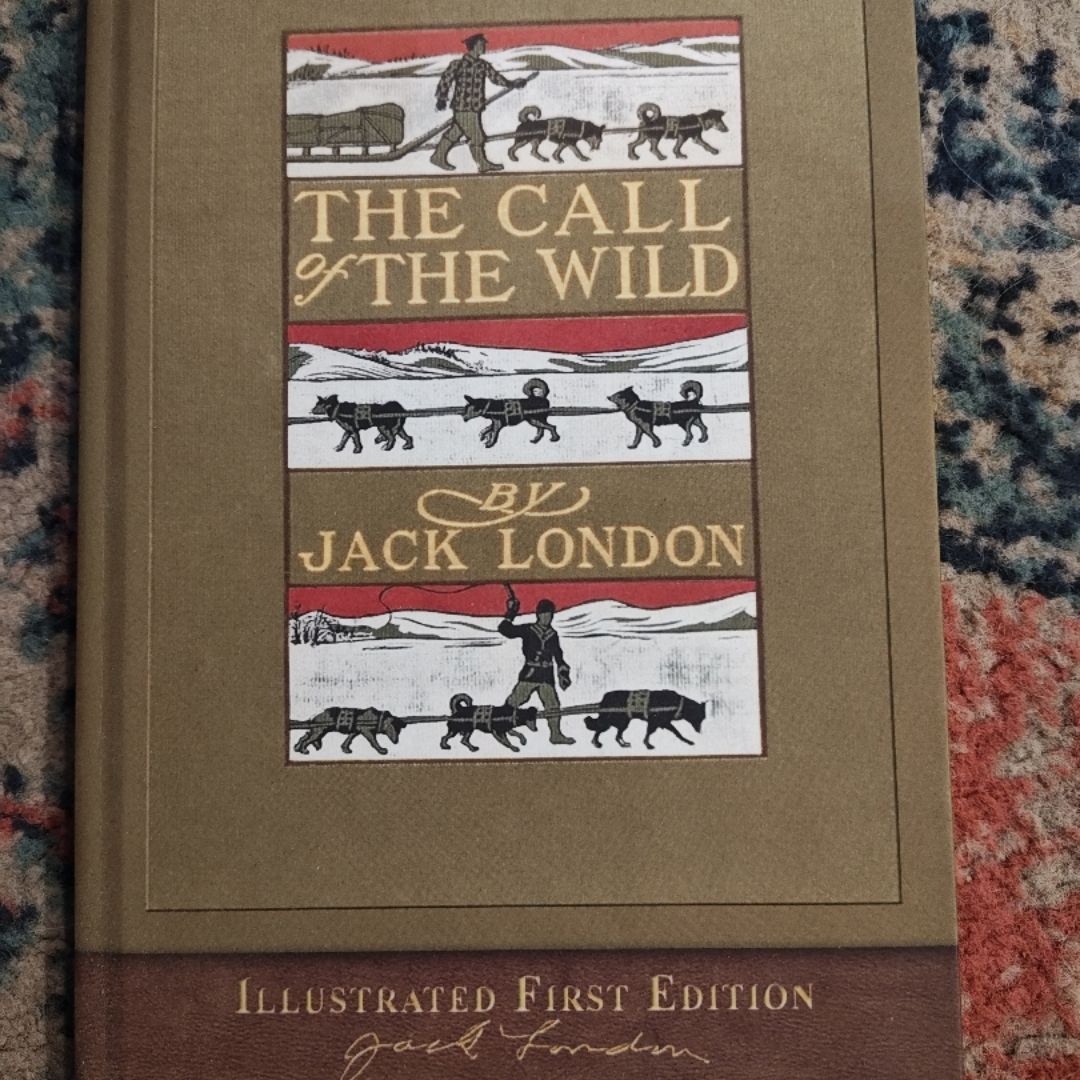 THE CALL
of THE WILD
BY
JACK LONDON
ILLUSTRATED FIRST EDITION
Jack London